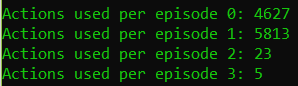 Actions used per episode 0: 4627
Actions used per episode 1: 5813
Actions used per episode 2: 23
Actions used per episode 3: 5